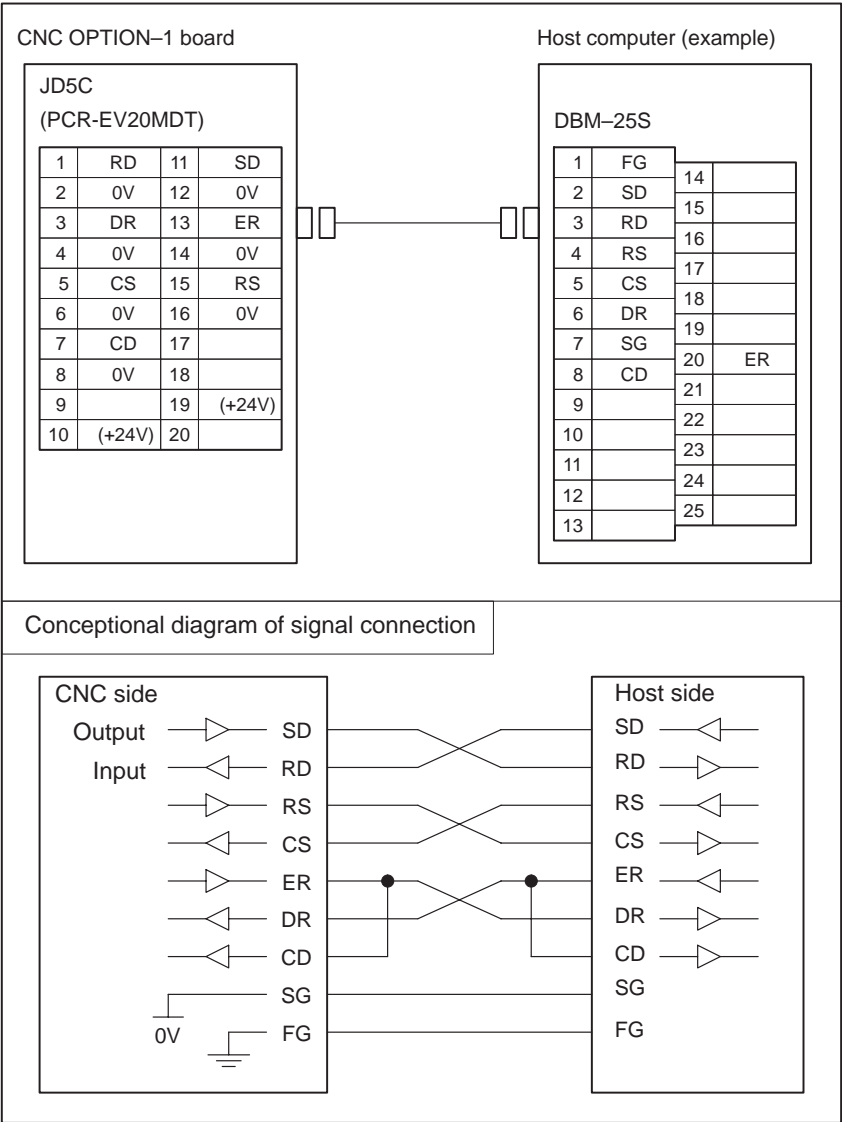 CNC OPTION–1 board
Host computer (example)
JD5C
(PCR-EV20MDT)
1 RD 11 SD
2 0V 12 0V
3 DR 13 ER
4 0V 14 0V
5 CS 15 RS
6 0V 16 0V
7 CD 17
8 0V 18
9 19 (+24V)
10 (+24V) 20
DBM–25S
1 FG
14
2 SD
15
3 RD
16
4 RS
17
5 CS
18
6 DR
19
7 SG
20 ER
8 CD
21
9
22
10
23
11
24
12
25
13
Conceptional diagram of signal connection
CNC side
Host side
Output SD SD
Input RD RD
RS RS
CS CS
ER ER
DR DR
CD CD
SG SG
0V FG FG